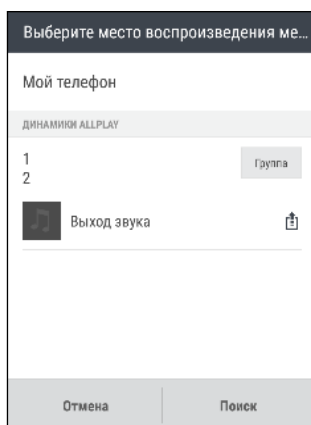 Выберите место воспроизведения ме...
Мой телефон
ДИНАМИКИ ALLPLAY
1
Группа
2
Выход звука
Отмена
Поиск